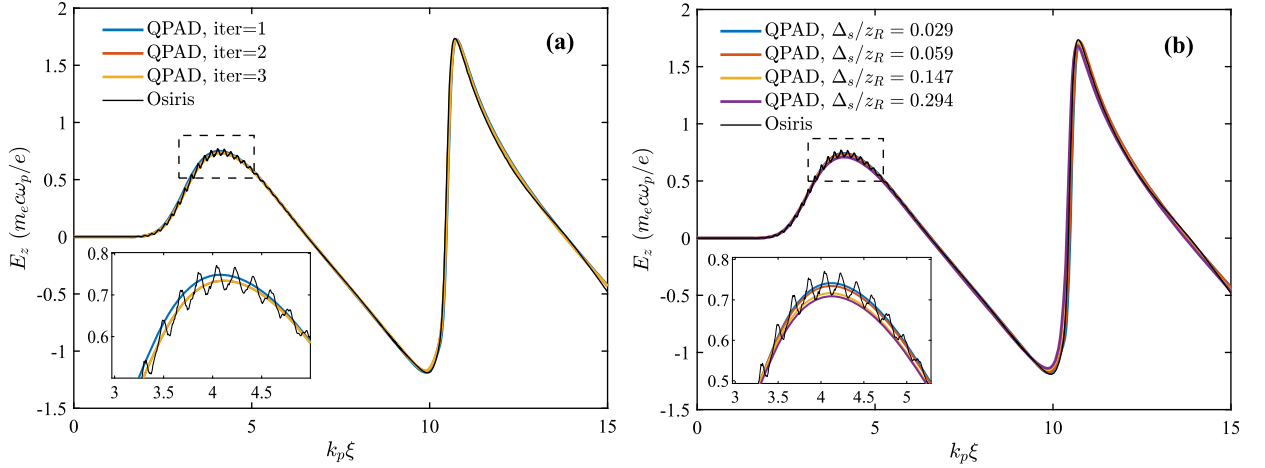 (a)
QPAD, iter=1
QPAD, iter=2
QPAD, iter=3
Osiris
E_z (m_e c ω_p / e)
2
1.5
1
0.5
0
-0.5
-1
-1.5
0.8
0.7
0.6
3
3.5
4
4.5
0
5
10
15
k_p ξ
(b)
QPAD, Δ_s/z_R = 0.029
QPAD, Δ_s/z_R = 0.059
QPAD, Δ_s/z_R = 0.147
QPAD, Δ_s/z_R = 0.294
Osiris
E_z (m_e c ω_p / e)
2
1.5
1
0.5
0
-0.5
-1
-1.5
0.8
0.7
0.6
0.5
3
3.5
4
4.5
5
0
5
10
15
k_p ξ